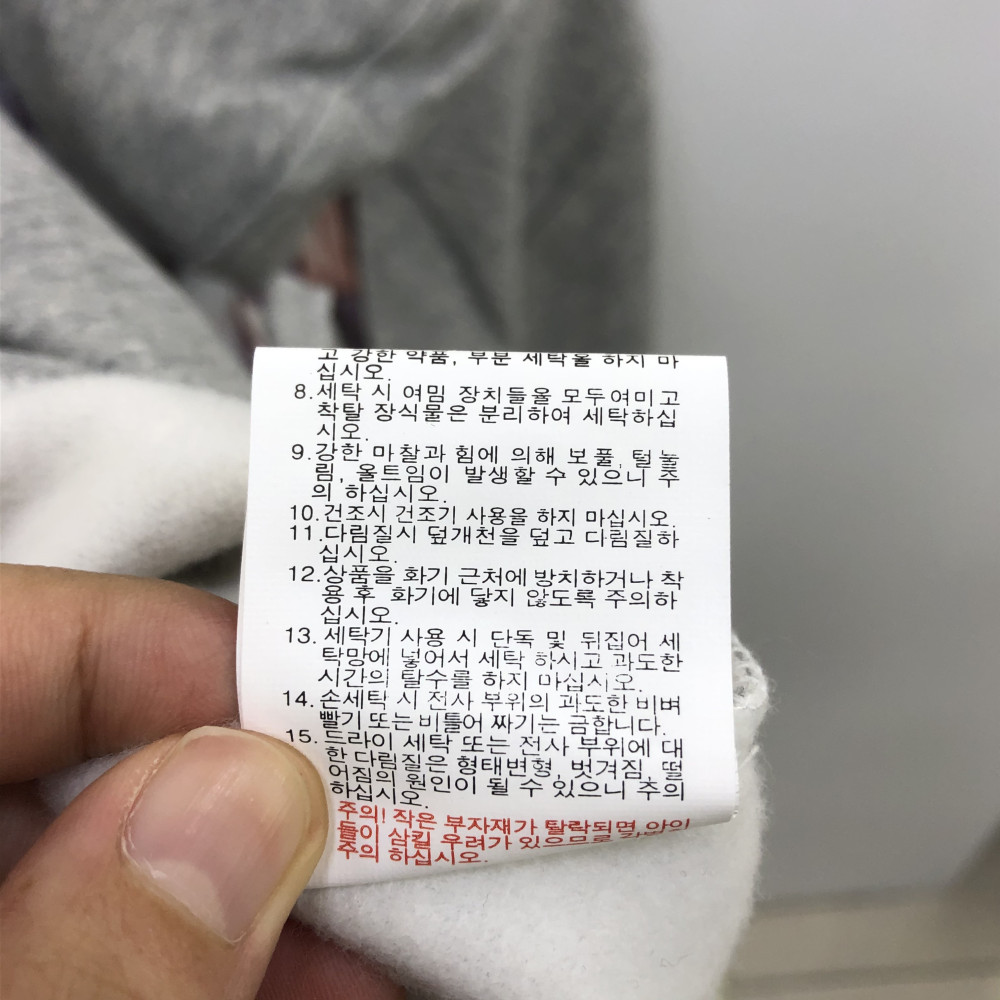 고 강한 약품, 부분 세탁을 하지 마
십시오.
8.세탁 시 여밈 장치들을 모두여미고
착탈 장식물은 분리하여 세탁하십
시오.
9.강한 마찰과 힘에 의해 보풀, 털눌
림, 올트임이 발생할 수 있으니 주
의 하십시오.
10.건조시 건조기 사용을 하지 마십시오.
11.다림질시 덮개천을 덮고 다림질하
십시오.
12.상품을 화기 근처에 방치하거나 착
용 후 화기에 닿지 않도록 주의하
십시오.
13. 세탁기 사용 시 단독 및 뒤집어 세
탁망에 넣어서 세탁 하시고 과도한
시간의 탈수를 하지 마십시오.
14. 손세탁 시 전사 부위의 과도한 비벼
빨기 또는 비틀어 짜기는 금합니다.
15. 드라이 세탁 또는 전사 부위에 대
한 다림질은 형태변형, 벗겨짐, 떨
어짐의 원인이 될 수 있으니 주의
하십시오.
주의! 작은 부자재가 탈락되면
들이 삼킬 우려가 있으므로
주의 하십시오.